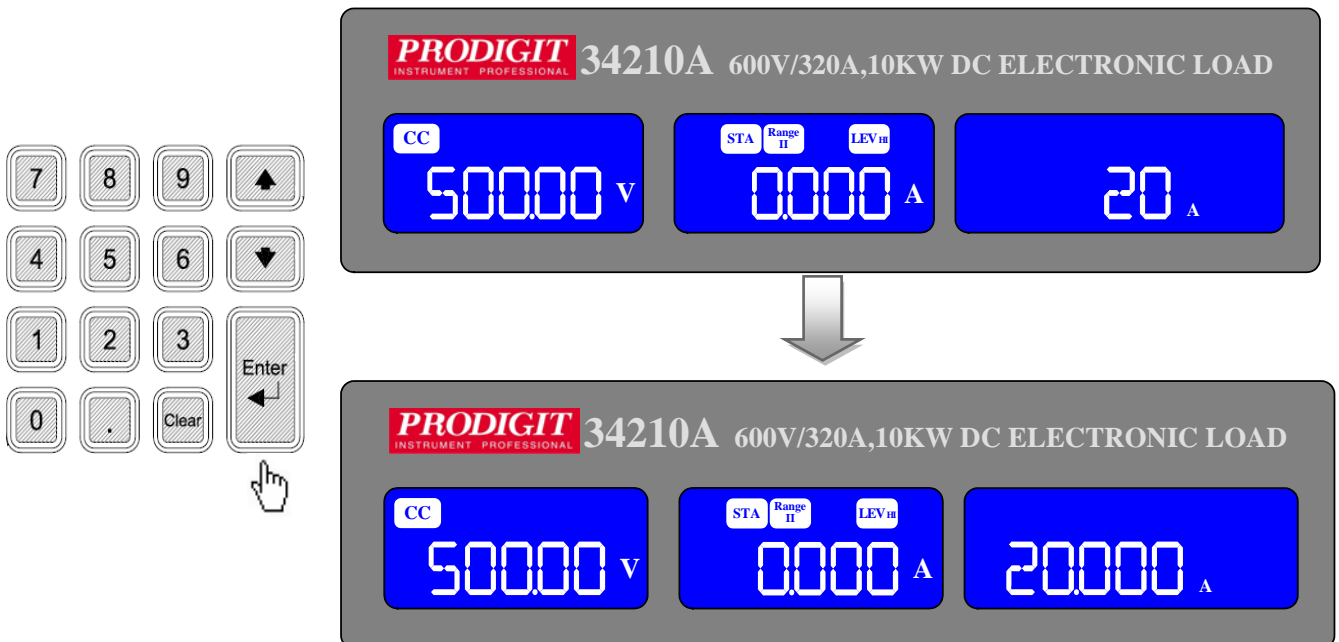 PRODIGIT
INSTRUMENT PROFESSIONAL
34210A 600V/320A,10KW DC ELECTRONIC LOAD
CC
500.00 V
STA Range II LEV HI
0.000 A
20 A
7 8 9
4 5 6
1 2 3
Enter
0 . Clear
PRODIGIT
INSTRUMENT PROFESSIONAL
34210A 600V/320A,10KW DC ELECTRONIC LOAD
CC
500.00 V
STA Range II LEV HI
0.000 A
20.000 A